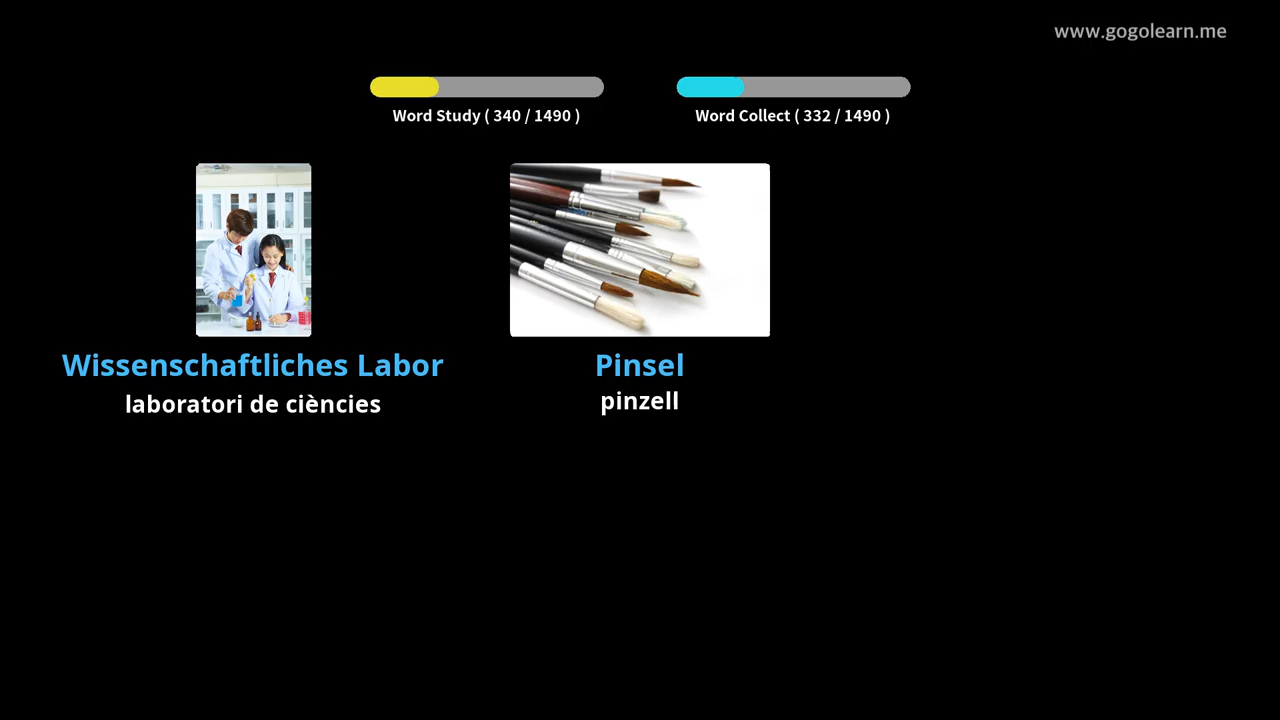 www.gogolearn.me
Word Study ( 340 / 1490 )
Word Collect ( 332 / 1490 )
Wissenschaftliches Labor
laboratori de ciències
Pinsel
pinzell